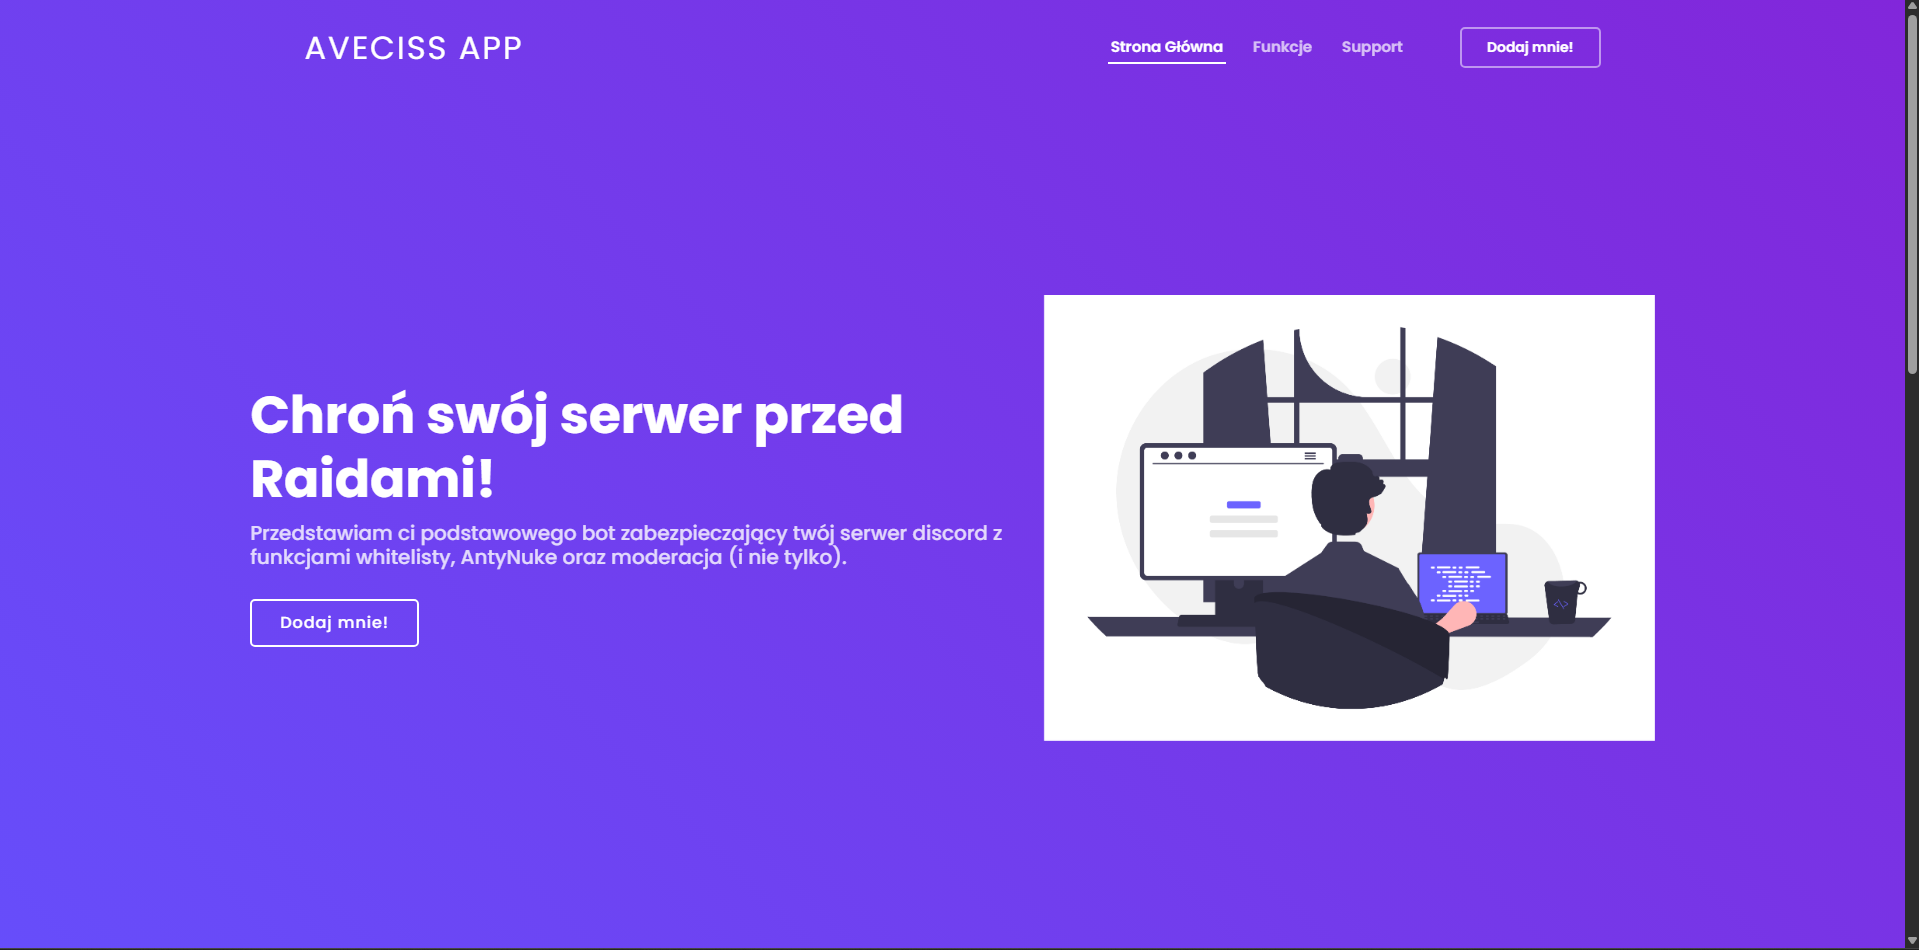 AVECISS APP
Strona Główna
Funkcje
Support
Dodaj mnie!
Chroń swój serwer przed
Raidami!
Przedstawiam ci podstawowego bot zabezpieczający twój serwer discord z
funkcjami whitelisty, AntyNuke oraz moderacja (i nie tylko).
Dodaj mnie!